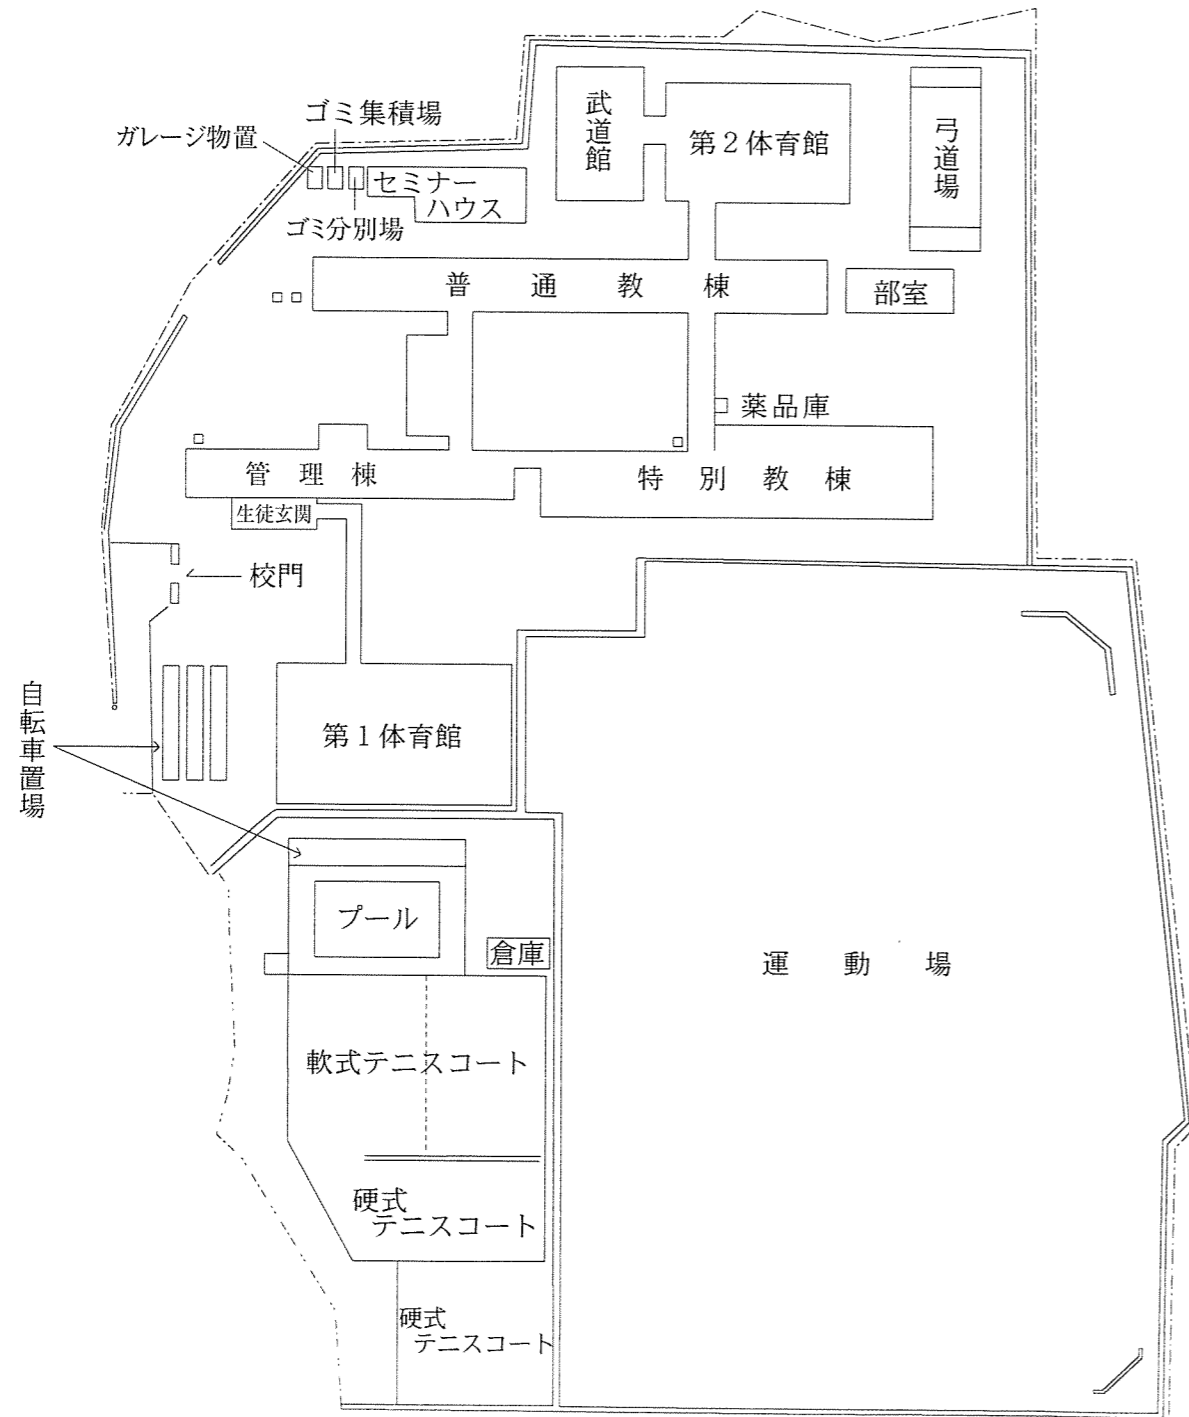 ゴミ集積場
ガレージ物置
ゴミ分別場
セミナー
ハウス
武道館
第2体育館
弓道場
普通教棟
部室
薬品庫
管理棟
特別教棟
生徒玄関
校門
自転車置場
第1体育館
プール
倉庫
運動場
軟式テニスコート
硬式
テニスコート
硬式
テニスコート